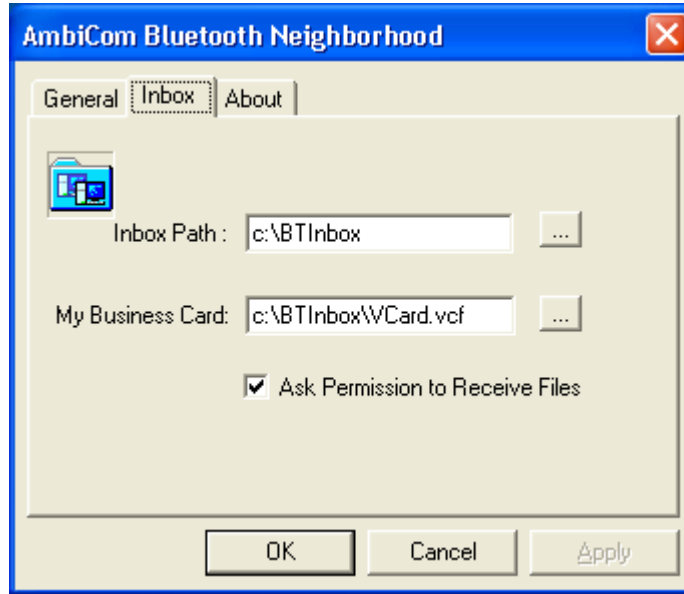 AmbiCom Bluetooth Neighborhood
General Inbox About
Inbox Path : c:\BTInbox ...
My Business Card: c:\BTInbox\VCard.vcf ...
Ask Permission to Receive Files
OK Cancel Apply